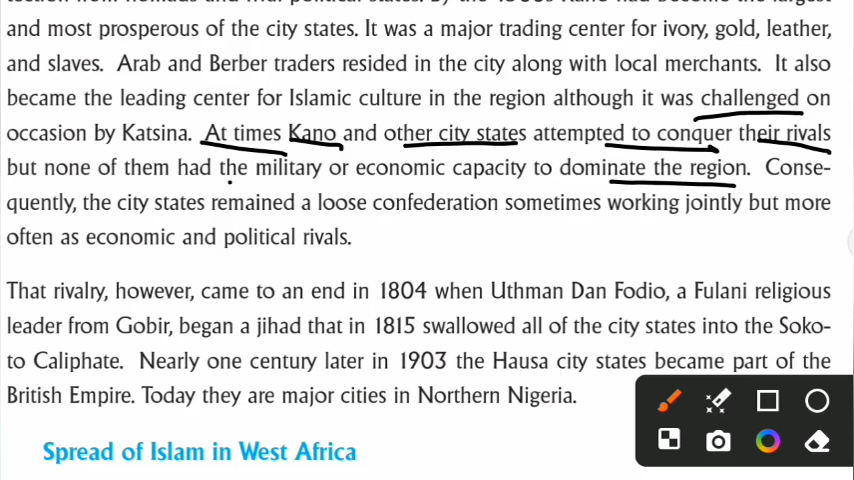 and most prosperous of the city states. It was a major trading center for ivory, gold, leather,
and slaves. Arab and Berber traders resided in the city along with local merchants. It also
became the leading center for Islamic culture in the region although it was challenged on
occasion by Katsina. At times Kano and other city states attempted to conquer their rivals
but none of them had the military or economic capacity to dominate the region. Conse-
quently, the city states remained a loose confederation sometimes working jointly but more
often as economic and political rivals.
That rivalry, however, came to an end in 1804 when Uthman Dan Fodio, a Fulani religious
leader from Gobir, began a jihad that in 1815 swallowed all of the city states into the Soko-
to Caliphate. Nearly one century later in 1903 the Hausa city states became part of the
British Empire. Today they are major cities in Northern Nigeria.
Spread of Islam in West Africa